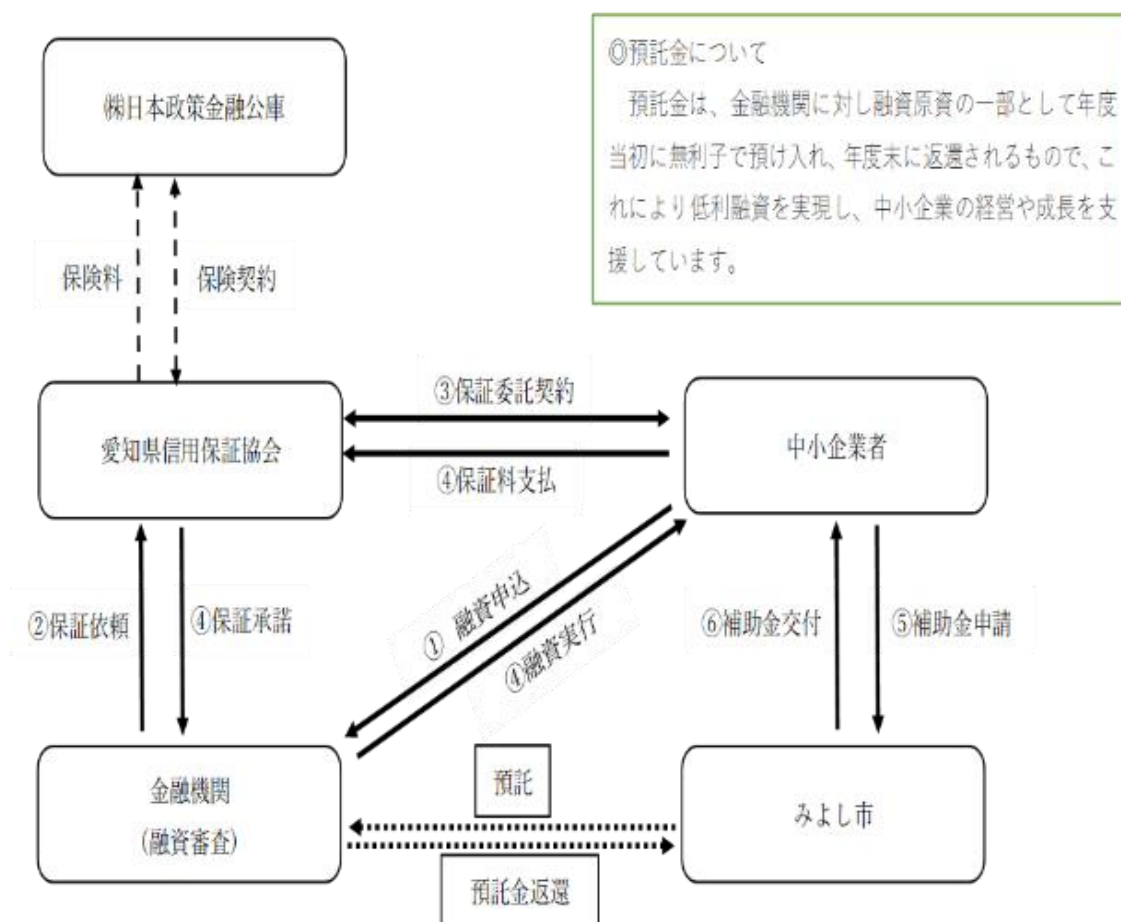 ㈱日本政策金融公庫
◎預託金について
預託金は、金融機関に対し融資原資の一部として年度
当初に無利子で預け入れ、年度末に返還されるもので、こ
れにより低利融資を実現し、中小企業の経営や成長を支
援しています。
保険料
保険契約
③保証委託契約
愛知県信用保証協会
中小企業者
④保証料支払
②保証依頼
④保証承諾
① 融資申込
④融資実行
⑥補助金交付
⑤補助金申請
金融機関
(融資審査)
預託
みよし市
預託金返還